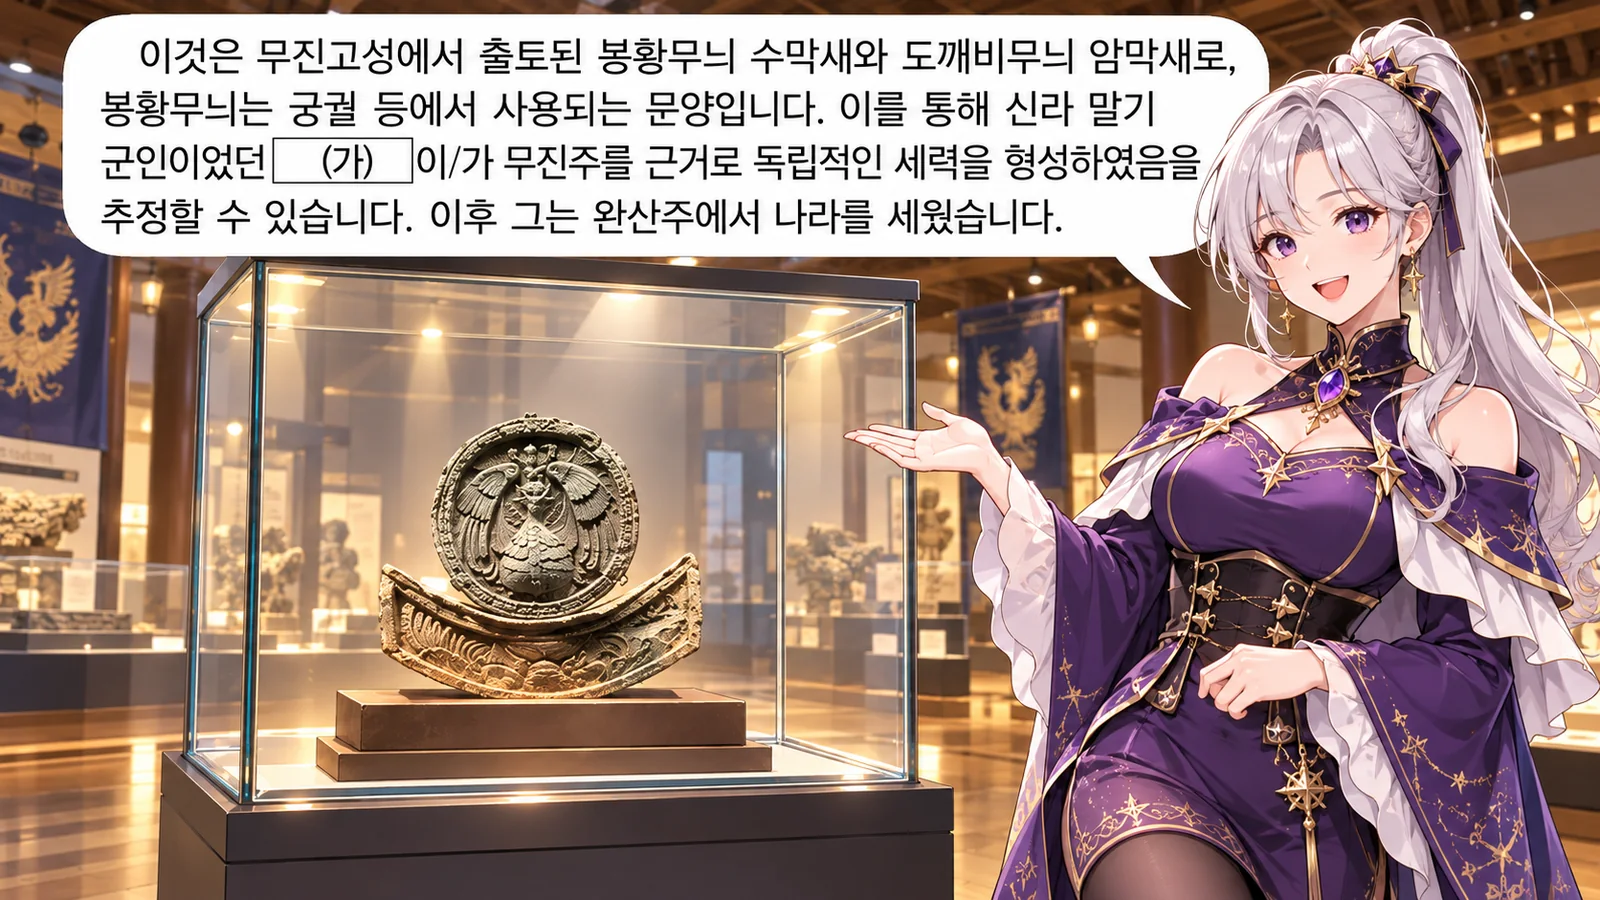 이것은 무진고성에서 출토된 봉황무늬 수막새와 도깨비무늬 암막새로,
봉황무늬는 궁궐 등에서 사용되는 문양입니다. 이를 통해 신라 말기
군인이었던 (가) 이/가 무진주를 근거로 독립적인 세력을 형성하였음을
추정할 수 있습니다. 이후 그는 완산주에서 나라를 세웠습니다.